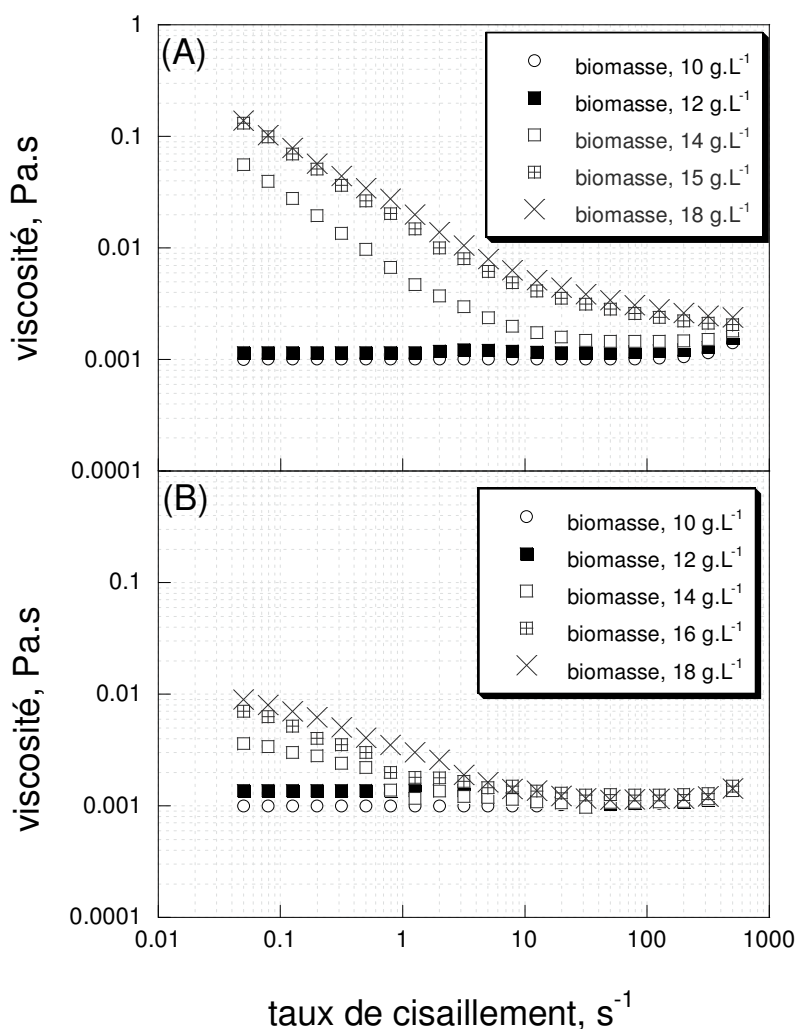 (A)
1
0.1
0.01
0.001
0.0001
viscosité, Pa.s
biomasse, 10 g.L⁻¹
biomasse, 12 g.L⁻¹
biomasse, 14 g.L⁻¹
biomasse, 15 g.L⁻¹
biomasse, 18 g.L⁻¹
(B)
0.1
0.01
0.001
0.0001
viscosité, Pa.s
biomasse, 10 g.L⁻¹
biomasse, 12 g.L⁻¹
biomasse, 14 g.L⁻¹
biomasse, 16 g.L⁻¹
biomasse, 18 g.L⁻¹
0.01 0.1 1 10 100 1000
taux de cisaillement, s⁻¹